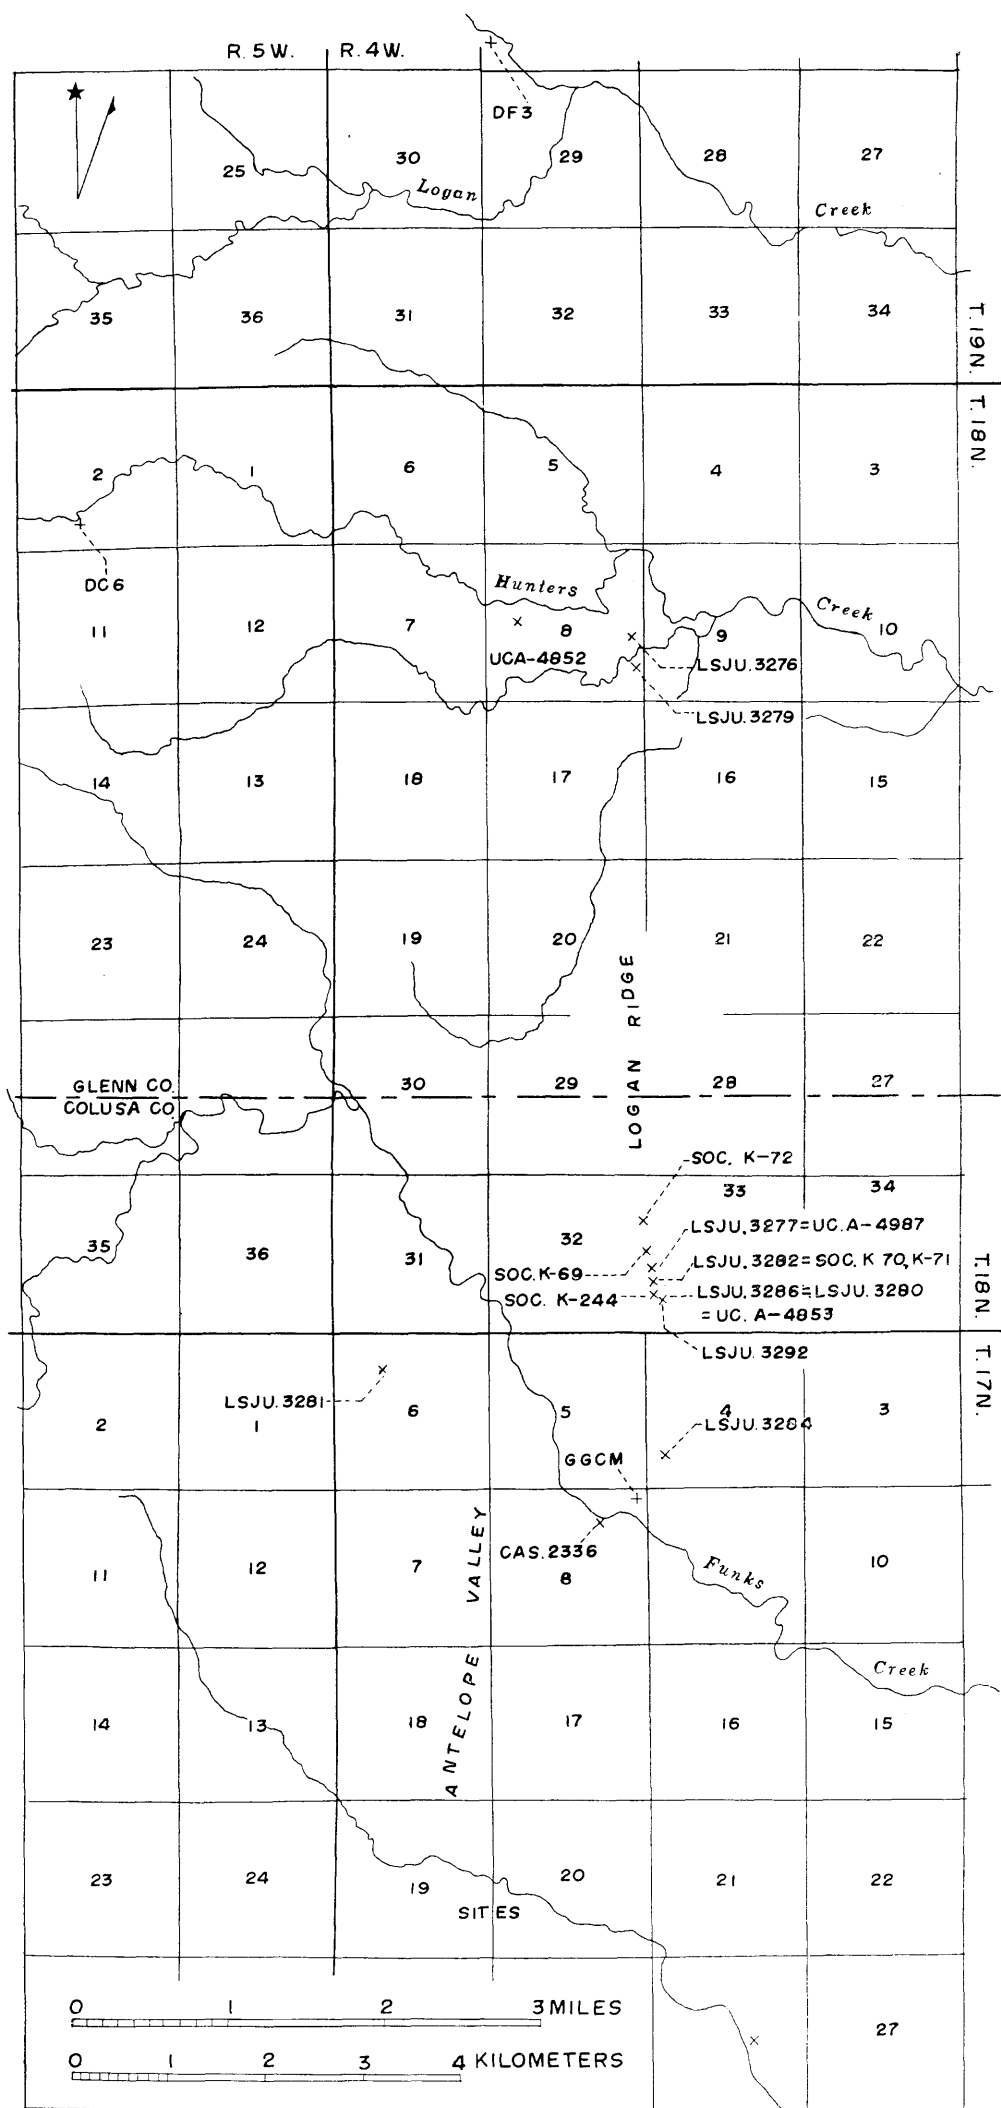 R. 5 W. R. 4 W.
DF3
25 30 29 28 27
Logan
Creek
35 36 31 32 33 34
T. 19 N.
T. 18 N.
2 1 6 5 4 3
DC6
Hunters
Creek
11 12 7 8 9 10
UCA-4852
LSJU. 3276
LSJU. 3279
14 13 18 17 16 15
23 24 19 20 21 22
LOGAN RIDGE
GLENN CO. 30 29 28 27
COLUSA CO.
SOC. K-72
33 34
35 36 31 32
LSJU. 3277 = UC. A-4987
SOC. K-69
LSJU. 3282 = SOC. K 70, K-71
SOC. K-244
LSJU. 3286 = LSJU. 3280
= UC. A-4853
T. 18 N.
T. 17 N.
LSJU. 3292
LSJU. 3281
2 1 6 5 4 3
LSJU. 3284
GGCM
CAS. 2336
11 12 7 8 10
Funks
Creek
ANTELOPE VALLEY
14 13 18 17 16 15
23 24 19 20 21 22
SITES
27
0 1 2 3 MILES
0 1 2 3 4 KILOMETERS